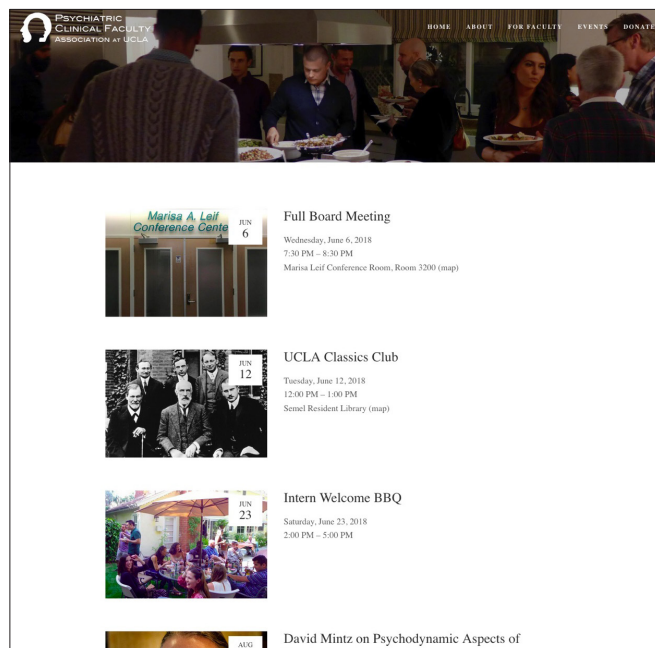 PSYCHIATRIC
CLINICAL FACULTY
ASSOCIATION AT UCLA
HOME ABOUT FOR FACULTY EVENTS DONATE
Marisa A. Leif
Conference Cente
JUN
6
Full Board Meeting
Wednesday, June 6, 2018
7:30 PM – 8:30 PM
Marisa Leif Conference Room, Room 3200 (map)
JUN
12
UCLA Classics Club
Tuesday, June 12, 2018
12:00 PM – 1:00 PM
Semel Resident Library (map)
JUN
23
Intern Welcome BBQ
Saturday, June 23, 2018
2:00 PM – 5:00 PM
AUG
David Mintz on Psychodynamic Aspects of